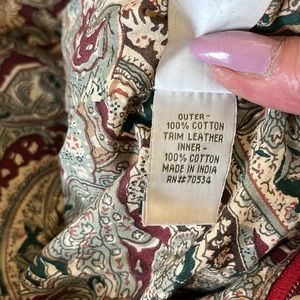 OUTER-
100% COTTON
TRIM LEATHER
INNER-
100% COTTON
MADE IN INDIA
RN#70534